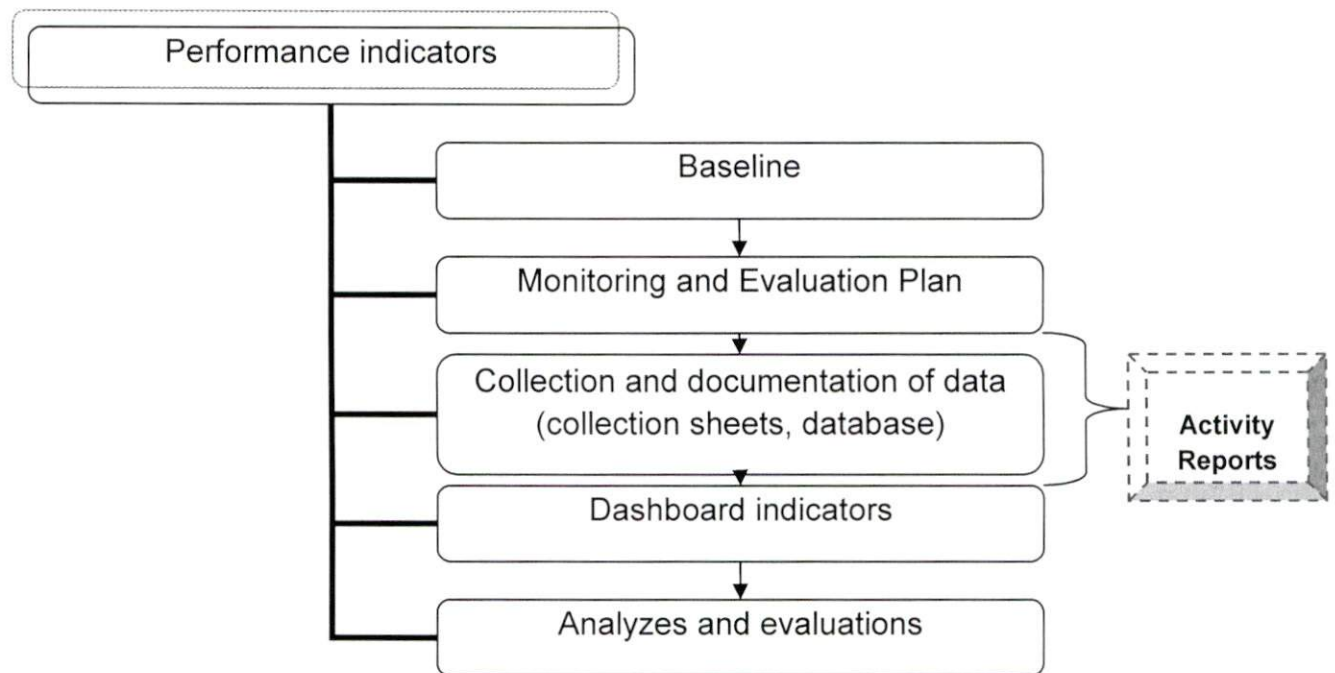 Performance indicators
Baseline
Monitoring and Evaluation Plan
Collection and documentation of data
(collection sheets, database)
Activity
Reports
Dashboard indicators
Analyzes and evaluations